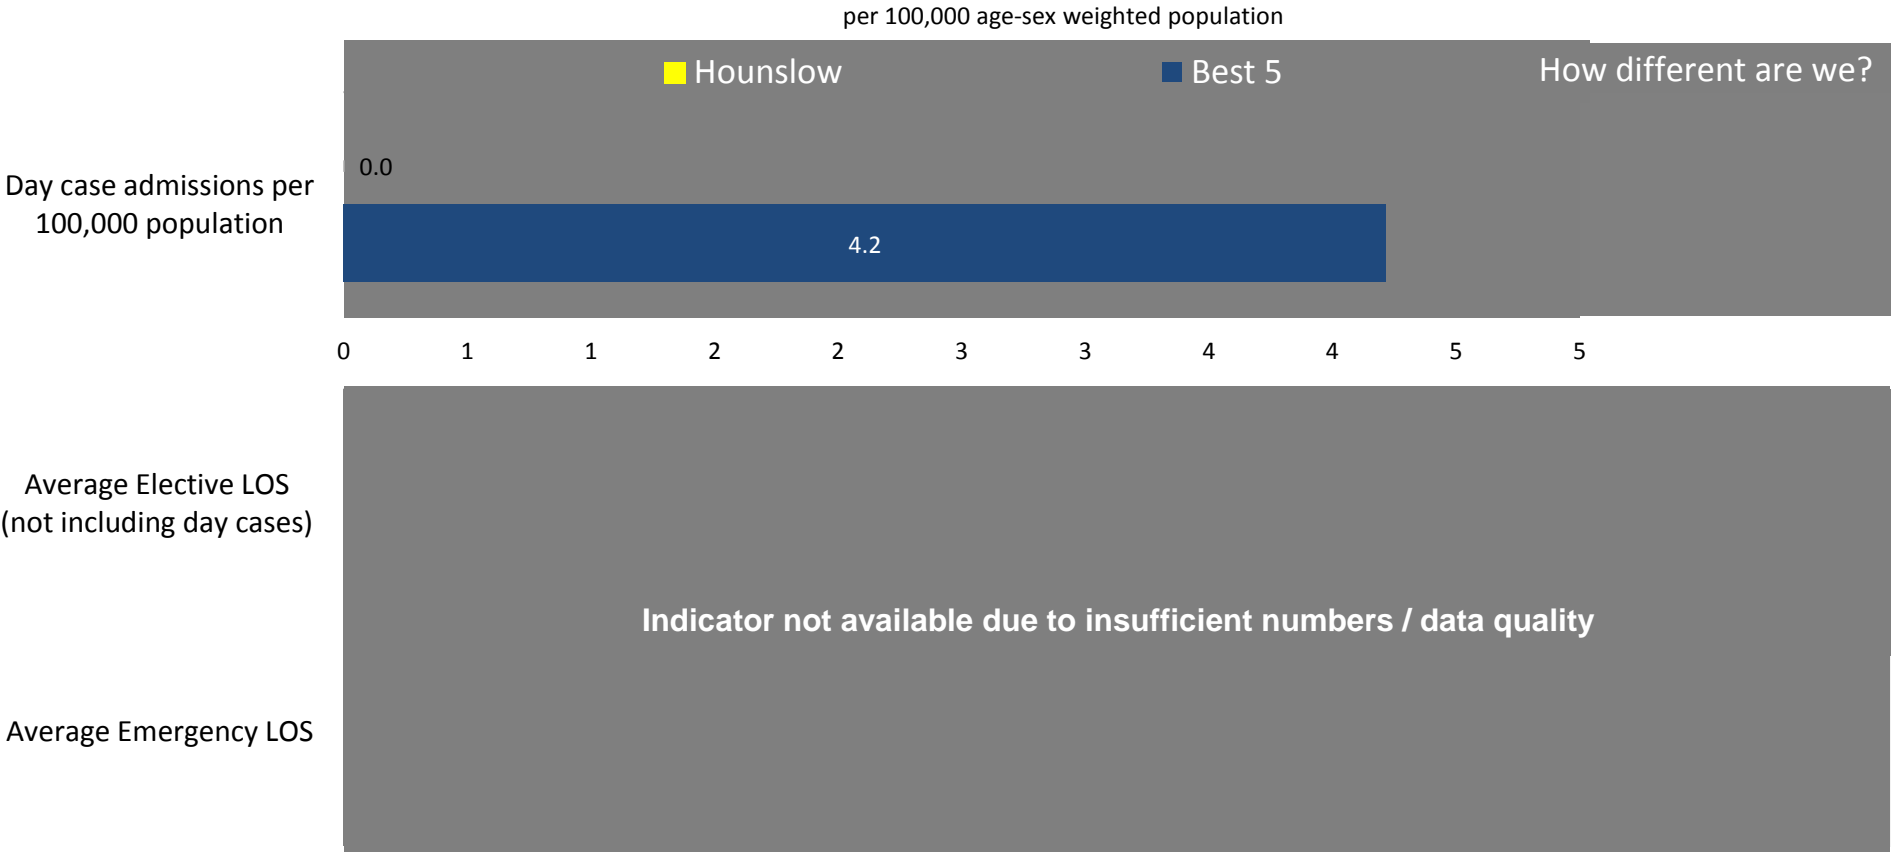 per 100,000 age-sex weighted population
Hounslow
Best 5
How different are we?
Day case admissions per
100,000 population
0.0
4.2
0 1 1 2 2 3 3 4 4 5 5
Average Elective LOS
(not including day cases)
Indicator not available due to insufficient numbers / data quality
Average Emergency LOS